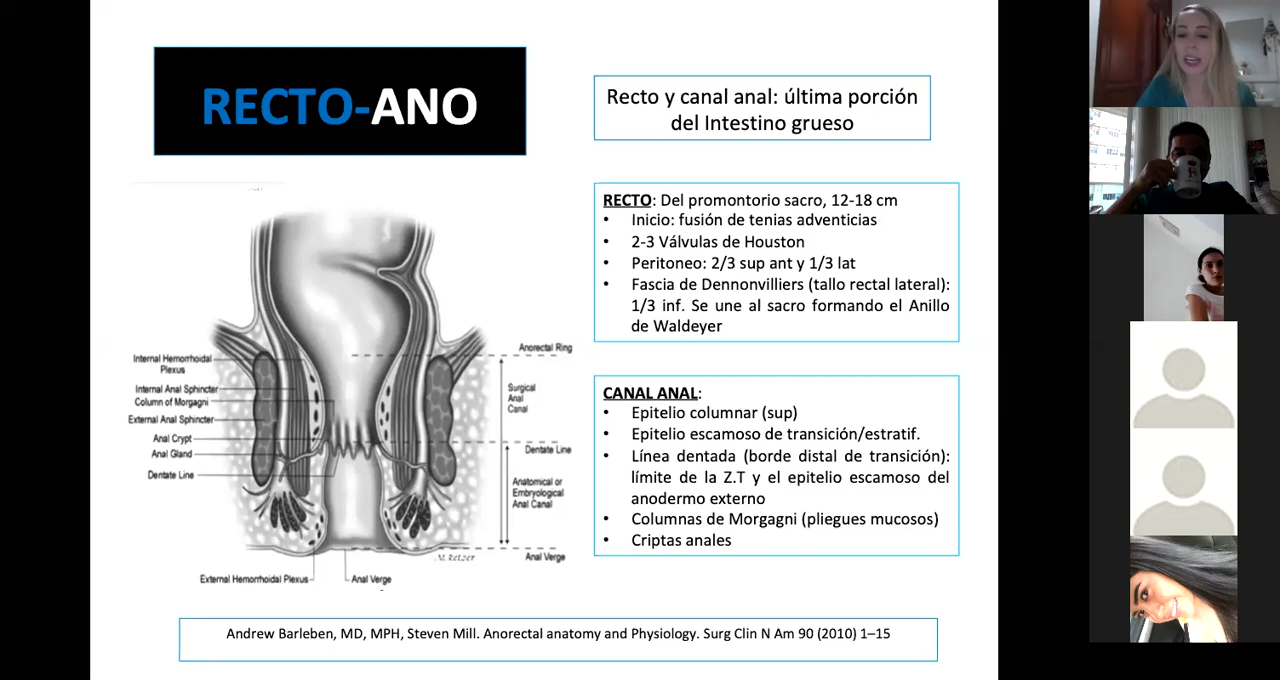 RECTO-ANO
Recto y canal anal: última porción
del Intestino grueso
RECTO: Del promontorio sacro, 12-18 cm
• Inicio: fusión de tenias adventicias
• 2-3 Válvulas de Houston
• Peritoneo: 2/3 sup ant y 1/3 lat
• Fascia de Dennonvilliers (tallo rectal lateral):
1/3 inf. Se une al sacro formando el Anillo
de Waldeyer
CANAL ANAL:
• Epitelio columnar (sup)
• Epitelio escamoso de transición/estratif.
• Línea dentada (borde distal de transición):
límite de la Z.T y el epitelio escamoso del
anodermo externo
• Columnas de Morgagni (pliegues mucosos)
• Criptas anales
Internal Hemorrhoidal
Plexus
Internal Anal Sphincter
Column of Morgagni
External Anal Sphincter
Anal Crypt
Anal Gland
Dentate Line
External Hemorrhoidal Plexus
Anal Verge
Anorectal Ring
Surgical
Anal
Canal
Dentate Line
Anatomical or
Embryological
Anal Canal
Anal Verge
Andrew Barleben, MD, MPH, Steven Mill. Anorectal anatomy and Physiology. Surg Clin N Am 90 (2010) 1–15